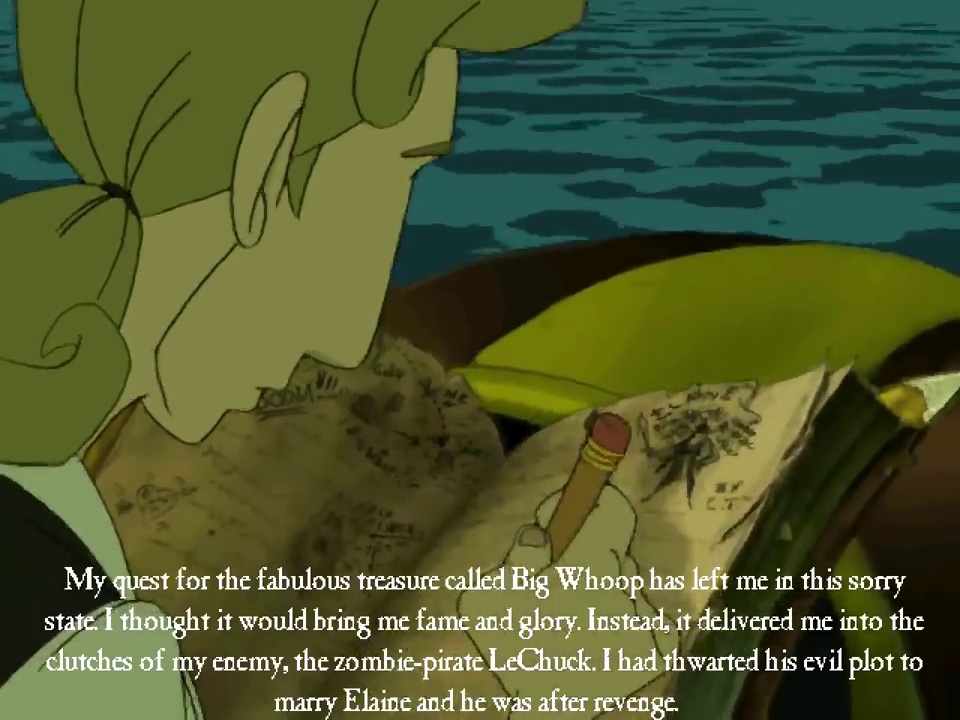 BOOM
BY
My quest for the fabulous treasure called Big Whoop has left me in this sorry
state. I thought it would bring me fame and glory. Instead, it delivered me into the
clutches of my enemy, the zombie-pirate LeChuck. I had thwarted his evil plot to
marry Elaine and he was after revenge.